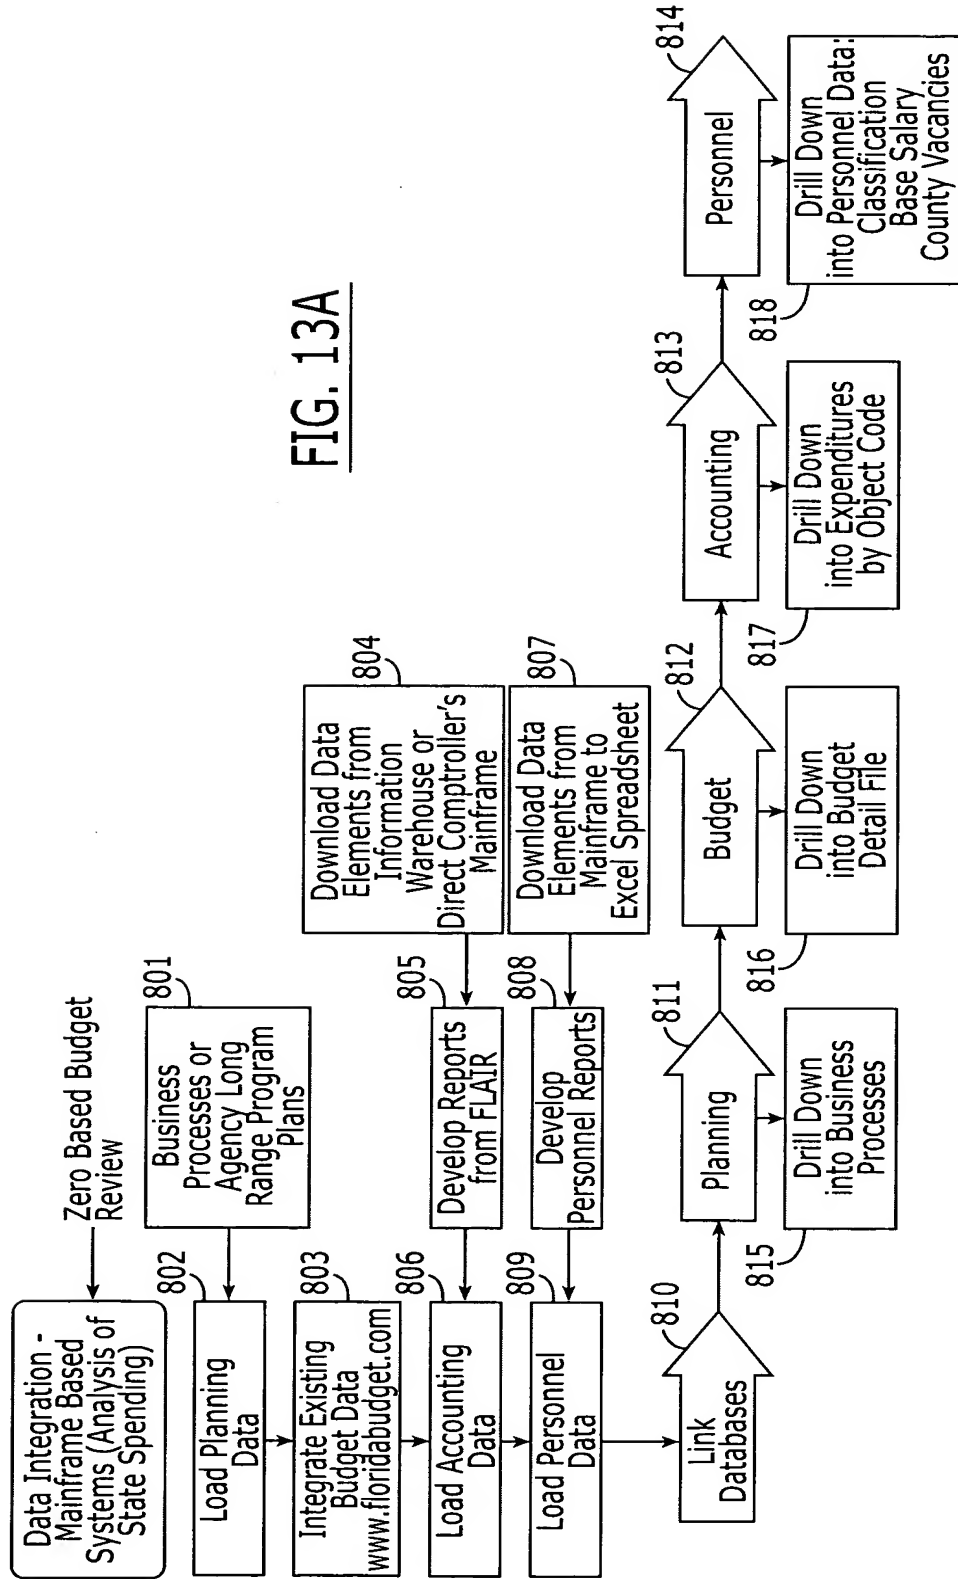 FIG. 13A
Data Integration -
Mainframe Based
Systems (Analysis of
State Spending)
Zero Based Budget
Review
801
Business
Processes or
Agency Long
Range Program
Plans
802
Load Planning
Data
803
Integrate Existing
Budget Data
www.floridabudget.com
804
Download Data
Elements from
Information
Warehouse or
Direct Comptroller's
Mainframe
805
Develop Reports
from FLAIR
806
Load Accounting
Data
807
Download Data
Elements from
Mainframe to
Excel Spreadsheet
808
Develop
Personnel Reports
809
Load Personnel
Data
810
Link
Databases
811
Planning
812
Budget
813
Accounting
814
Personnel
815
Drill Down
into Business
Processes
816
Drill Down
into Budget
Detail File
817
Drill Down
into Expenditures
by Object Code
818
Drill Down
into Personnel Data:
Classification
Base Salary
County Vacancies